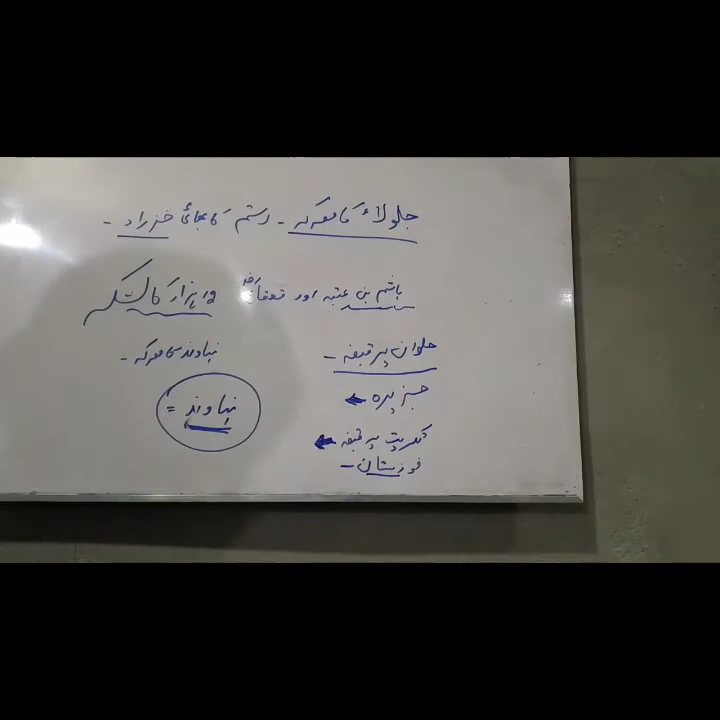 جلولاء کا معرکہ - رستم کا بھائی خرزاد -
ہاشم بن عتبہ اور قعقاعؓ ۱۲ ہزار کا لشکر
حلوان پر قبضہ -
نہاوند کا معرکہ -
جزیرہ
نہاوند =
تکریت پر قبضہ
خوزستان -